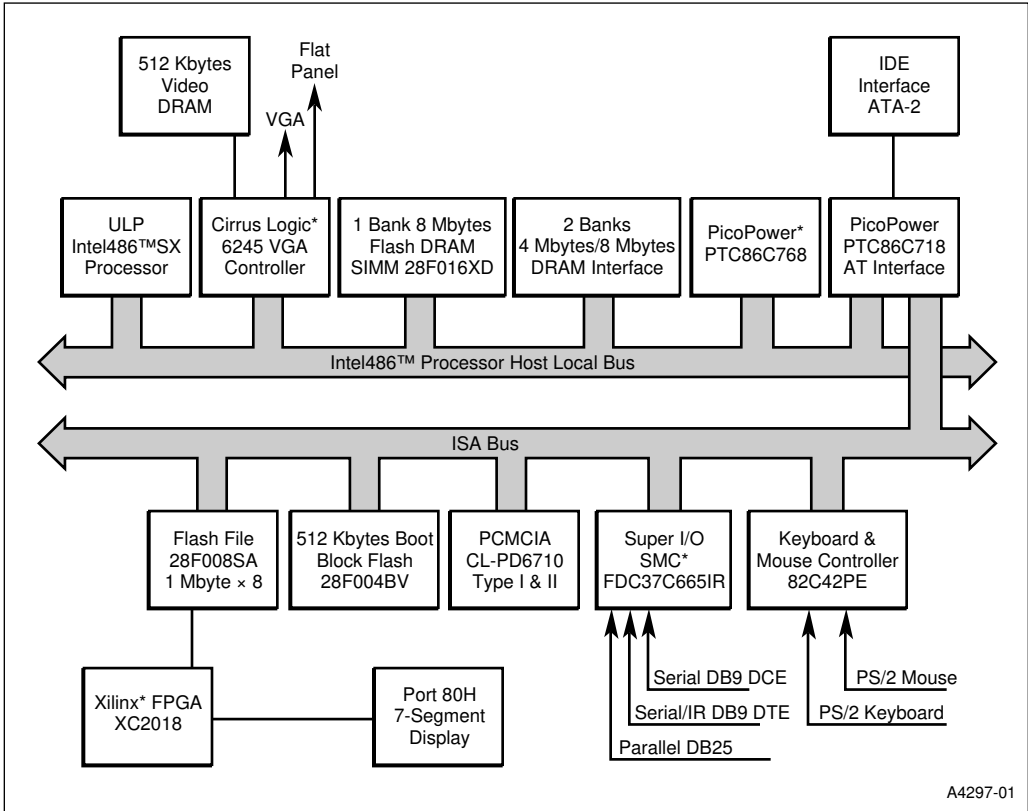 512 Kbytes
Video
DRAM
Flat
Panel
VGA
IDE
Interface
ATA-2
ULP
Intel486™SX
Processor
Cirrus Logic*
6245 VGA
Controller
1 Bank 8 Mbytes
Flash DRAM
SIMM 28F016XD
2 Banks
4 Mbytes/8 Mbytes
DRAM Interface
PicoPower*
PTC86C768
PicoPower
PTC86C718
AT Interface
Intel486™ Processor Host Local Bus
ISA Bus
Flash File
28F008SA
1 Mbyte × 8
512 Kbytes Boot
Block Flash
28F004BV
PCMCIA
CL-PD6710
Type I & II
Super I/O
SMC*
FDC37C665IR
Keyboard &
Mouse Controller
82C42PE
Xilinx* FPGA
XC2018
Port 80H
7-Segment
Display
Serial DB9 DCE
Serial/IR DB9 DTE
Parallel DB25
PS/2 Mouse
PS/2 Keyboard
A4297-01